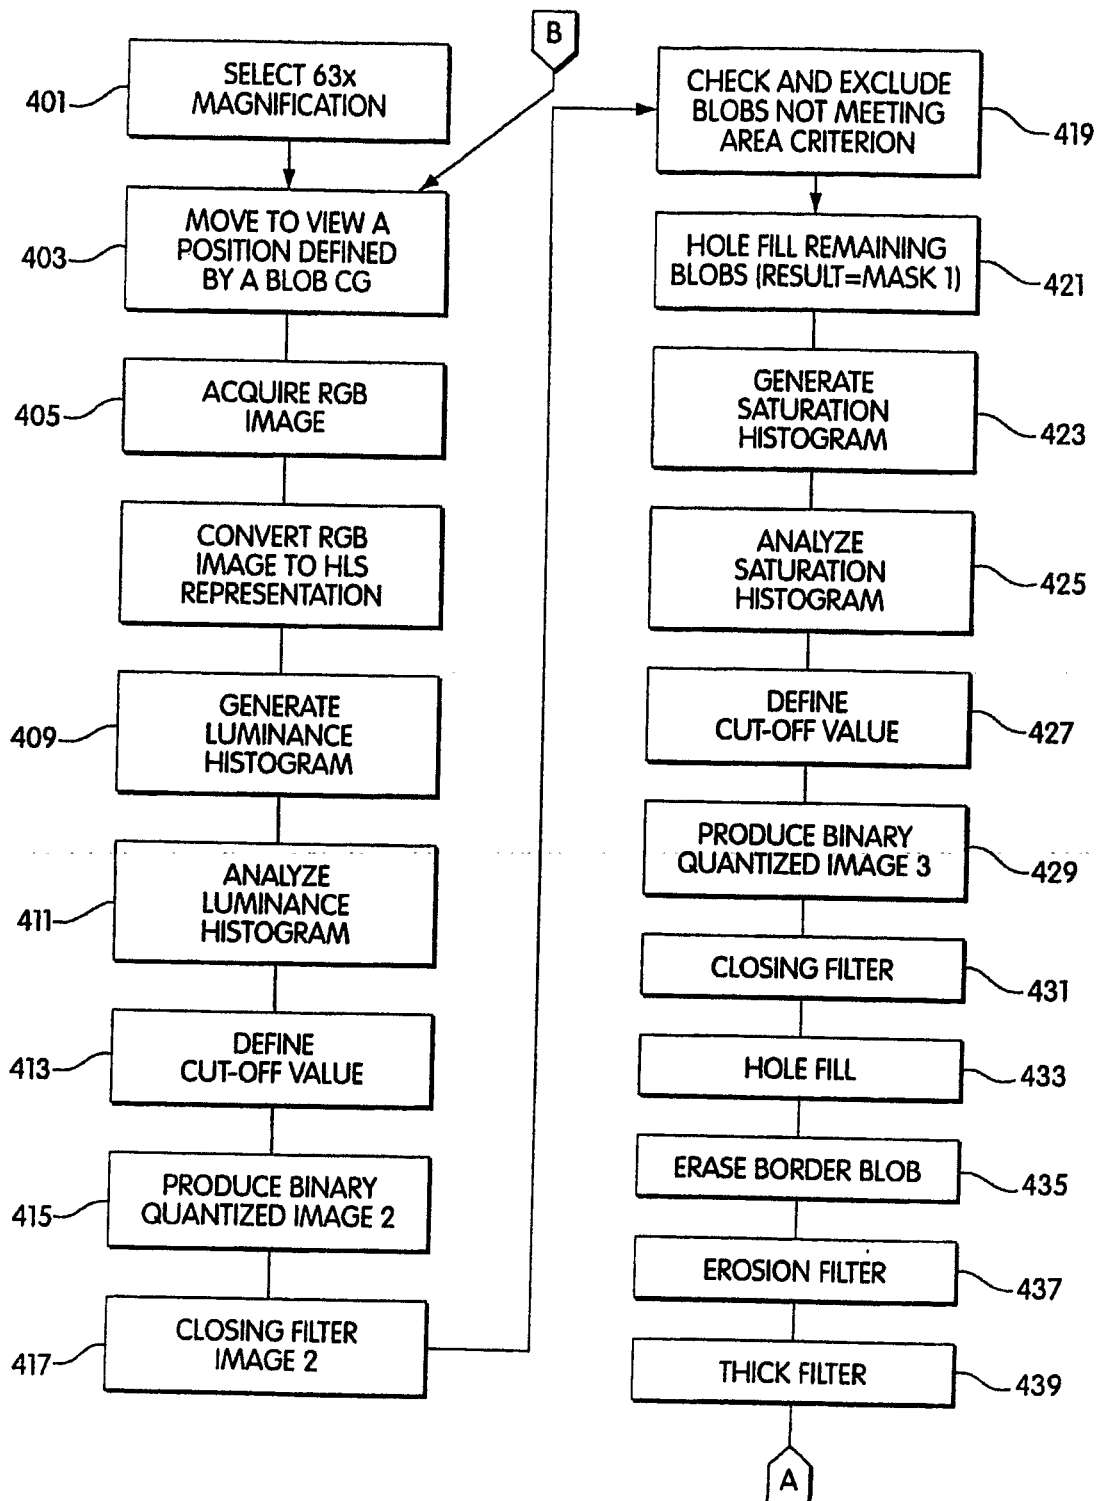 B
401
SELECT 63x
MAGNIFICATION
403
MOVE TO VIEW A
POSITION DEFINED
BY A BLOB CG
405
ACQUIRE RGB
IMAGE
CONVERT RGB
IMAGE TO HLS
REPRESENTATION
409
GENERATE
LUMINANCE
HISTOGRAM
411
ANALYZE
LUMINANCE
HISTOGRAM
413
DEFINE
CUT-OFF VALUE
415
PRODUCE BINARY
QUANTIZED IMAGE 2
417
CLOSING FILTER
IMAGE 2
CHECK AND EXCLUDE
BLOBS NOT MEETING
AREA CRITERION
419
HOLE FILL REMAINING
BLOBS (RESULT=MASK 1)
421
GENERATE
SATURATION
HISTOGRAM
423
ANALYZE
SATURATION
HISTOGRAM
425
DEFINE
CUT-OFF VALUE
427
PRODUCE BINARY
QUANTIZED IMAGE 3
429
CLOSING FILTER
431
HOLE FILL
433
ERASE BORDER BLOB
435
EROSION FILTER
437
THICK FILTER
439
A